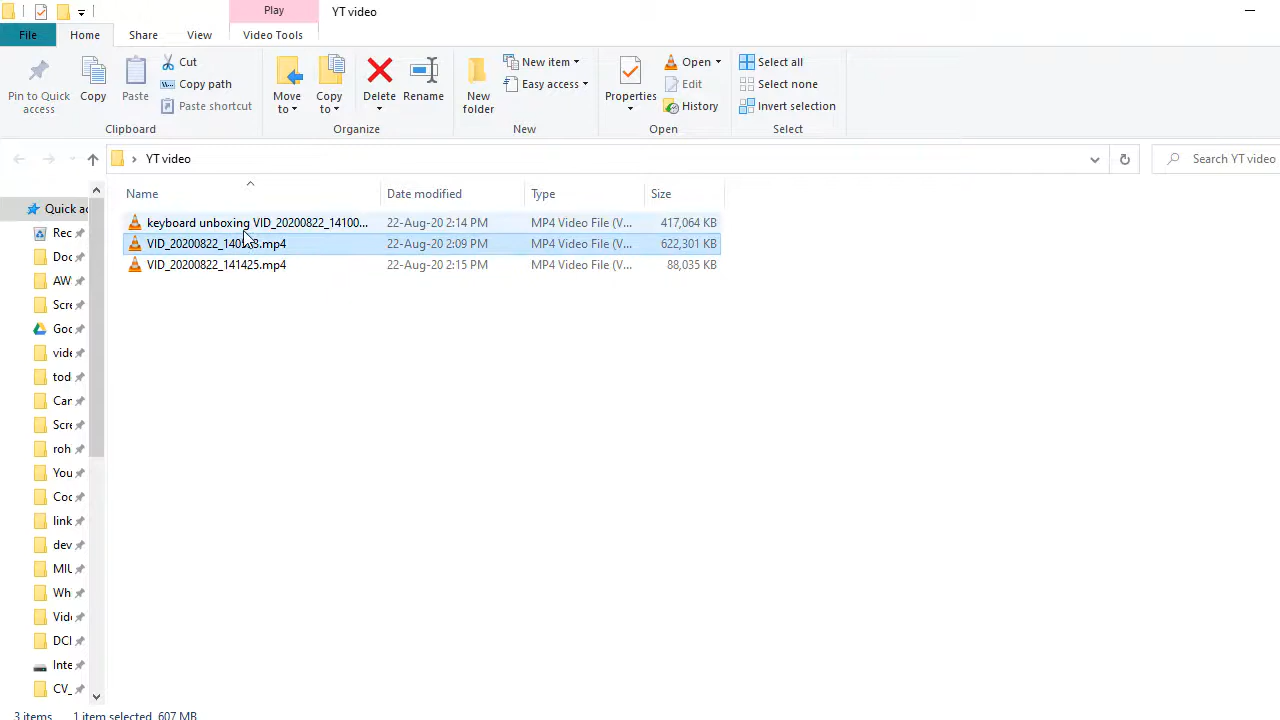 Play YT video
File Home Share View Video Tools
Pin to Quick access
Copy
Paste
Cut
Copy path
Paste shortcut
Clipboard
Move to
Copy to
Delete
Rename
Organize
New folder
New item
Easy access
New
Properties
Open
Edit
History
Open
Select all
Select none
Invert selection
Select
YT video
Search YT video
Name Date modified Type Size
keyboard unboxing VID_20200822_14100... 22-Aug-20 2:14 PM MP4 Video File (V... 417,064 KB
22-Aug-20 2:09 PM MP4 Video File (V... 622,301 KB
VID_20200822_141425.mp4 22-Aug-20 2:15 PM MP4 Video File (V... 88,035 KB
Quick ac
Rec
Doc
AW
Scre
Goo
vide
tod
Car
Scre
roh
You
Coo
link
dev
MIU
Wh
Vide
DCI
Inte
CV_
3 items 1 item selected 607 MB